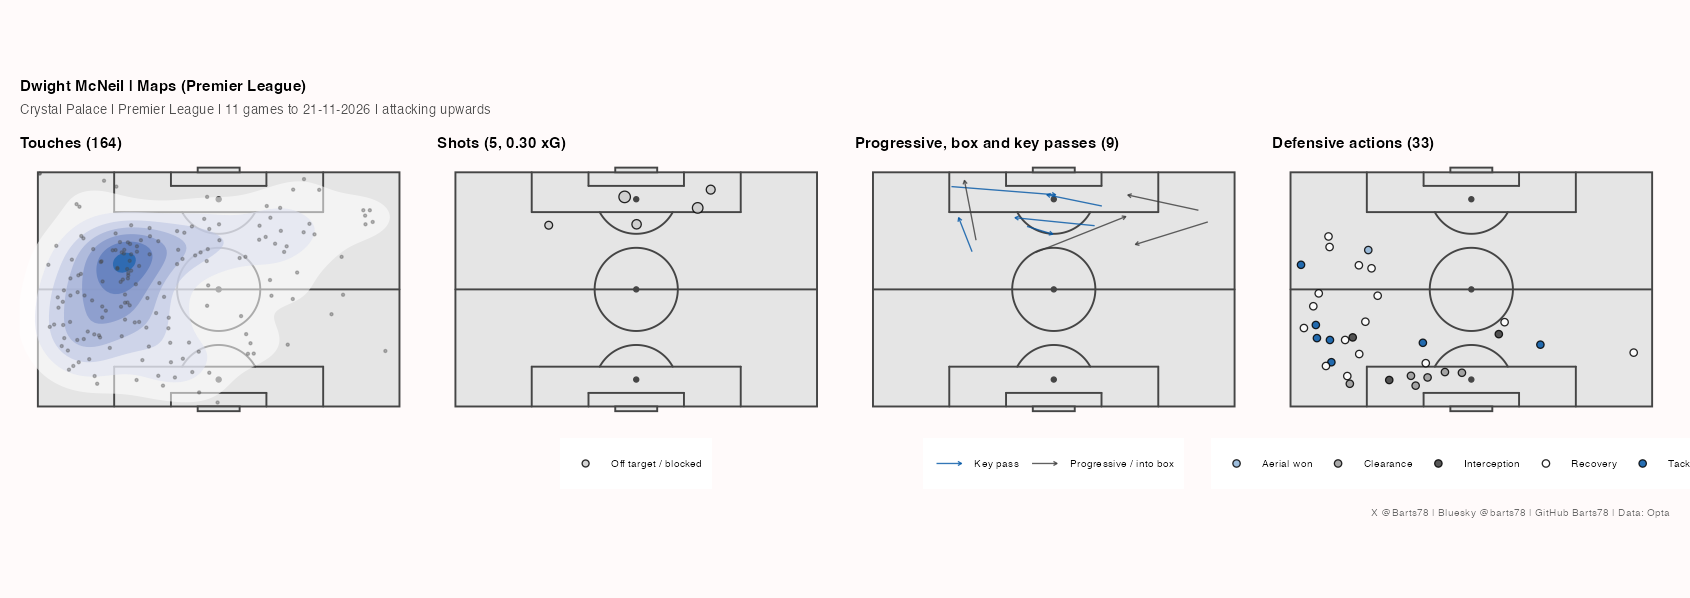 Dwight McNeil | Maps (Premier League)
Crystal Palace | Premier League | 11 games to 21-11-2026 | attacking upwards
Touches (164)
Shots (5, 0.30 xG)
Progressive, box and key passes (9)
Defensive actions (33)
Off target / blocked
Key pass
Progressive / into box
Aerial won
Clearance
Interception
Recovery
Tack
X @Barts78 | Bluesky @barts78 | GitHub Barts78 | Data: Opta